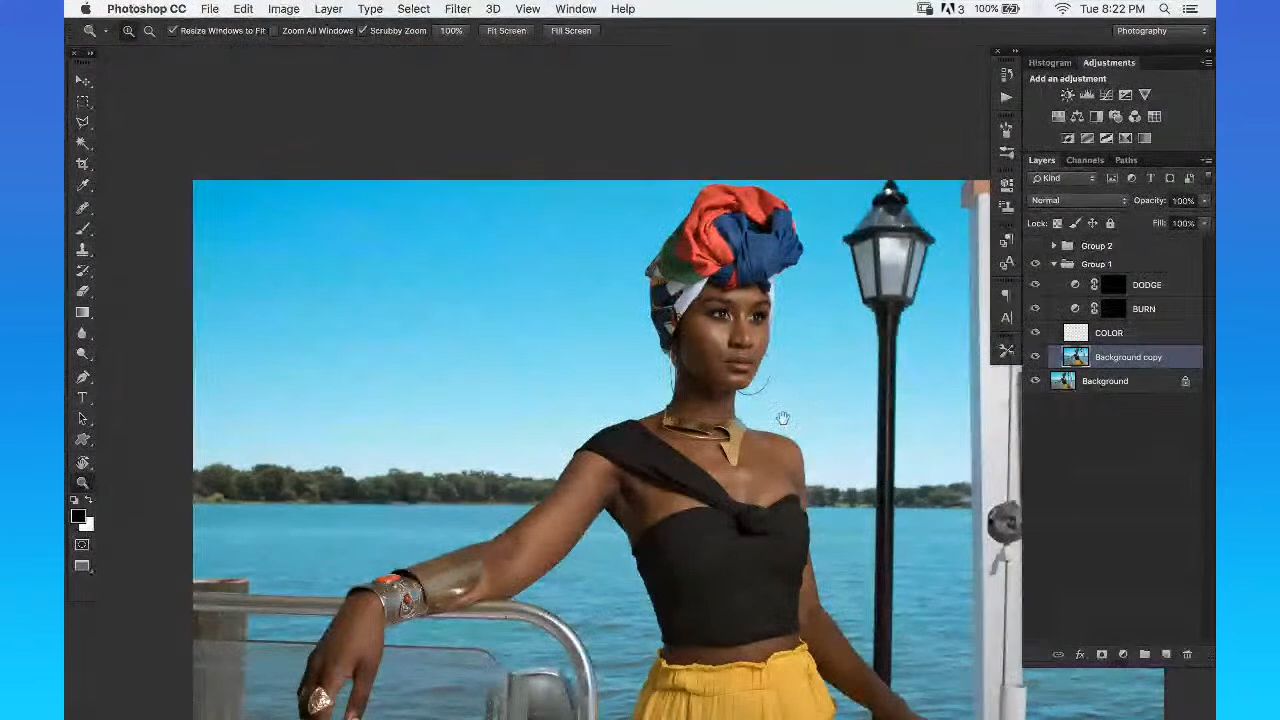 Photoshop CC File Edit Image Layer Type Select Filter 3D View Window Help 3 100% Tue 8:22 PM
Resize Windows to Fit Zoom All Windows Scrubby Zoom 100% Fit Screen Fill Screen Photography
Histogram Adjustments
Add an adjustment
Layers Channels Paths
Kind
Normal Opacity: 100%
Lock: Fill: 100%
Group 2
Group 1
DODGE
BURN
COLOR
Background copy
Background